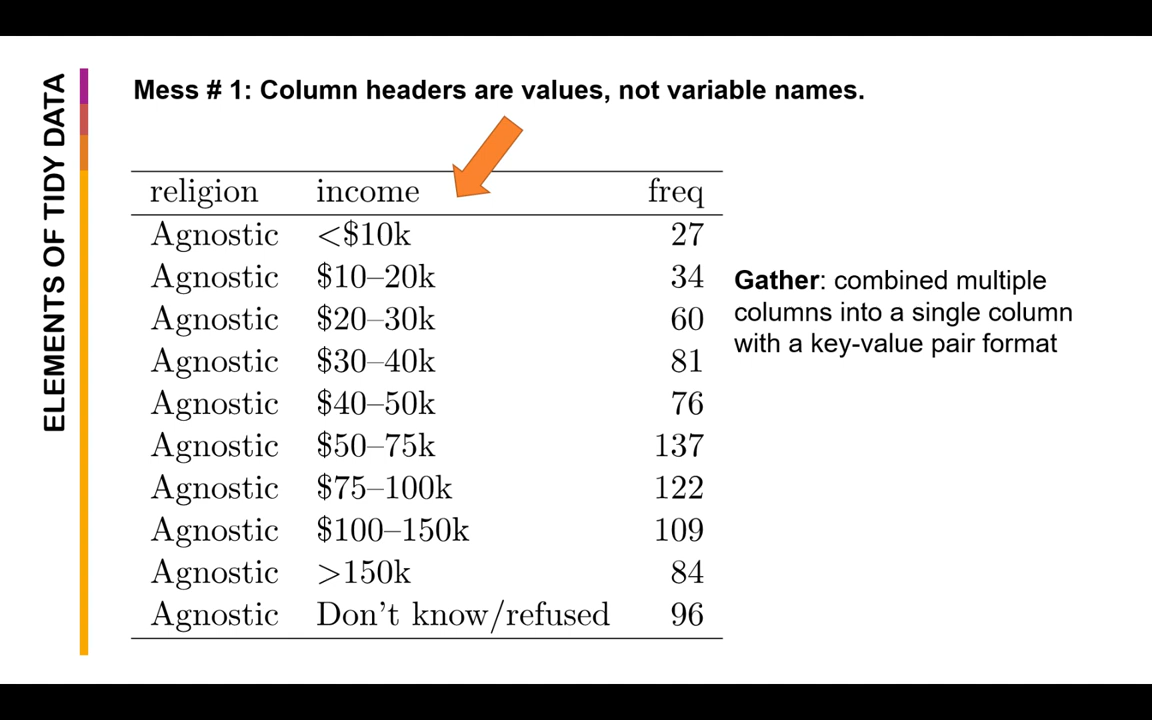 ELEMENTS OF TIDY DATA
Mess # 1: Column headers are values, not variable names.
religion income freq
Agnostic <$10k 27
Agnostic $10–20k 34
Agnostic $20–30k 60
Agnostic $30–40k 81
Agnostic $40–50k 76
Agnostic $50–75k 137
Agnostic $75–100k 122
Agnostic $100–150k 109
Agnostic >150k 84
Agnostic Don't know/refused 96
Gather: combined multiple
columns into a single column
with a key-value pair format